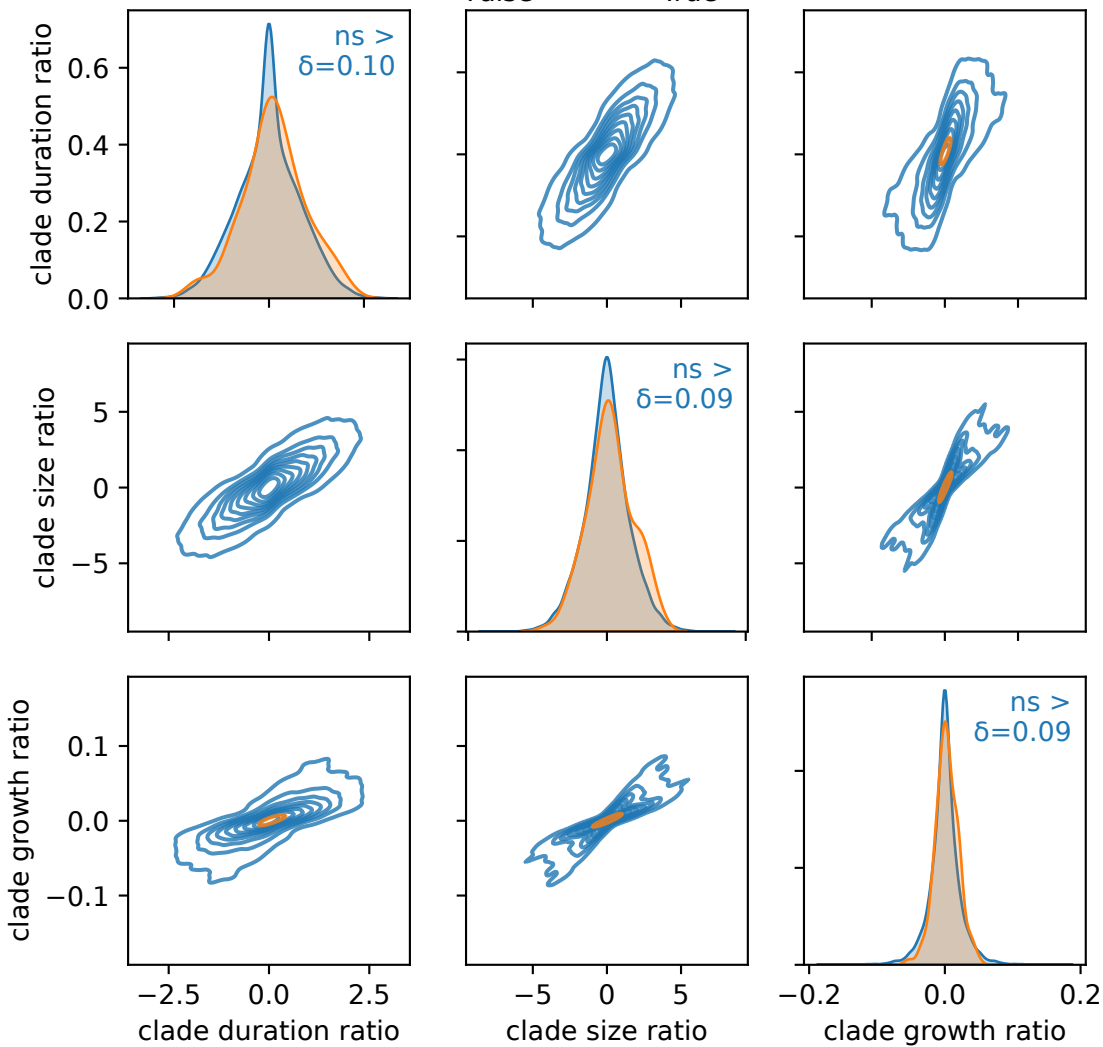 clade duration ratio
0.6
0.4
0.2
0.0
ns >
δ=0.10
clade size ratio
5
0
−5
ns >
δ=0.09
clade growth ratio
0.1
0.0
−0.1
ns >
δ=0.09
−2.5 0.0 2.5
−5 0 5
−0.2 0.0 0.2
clade duration ratio
clade size ratio
clade growth ratio